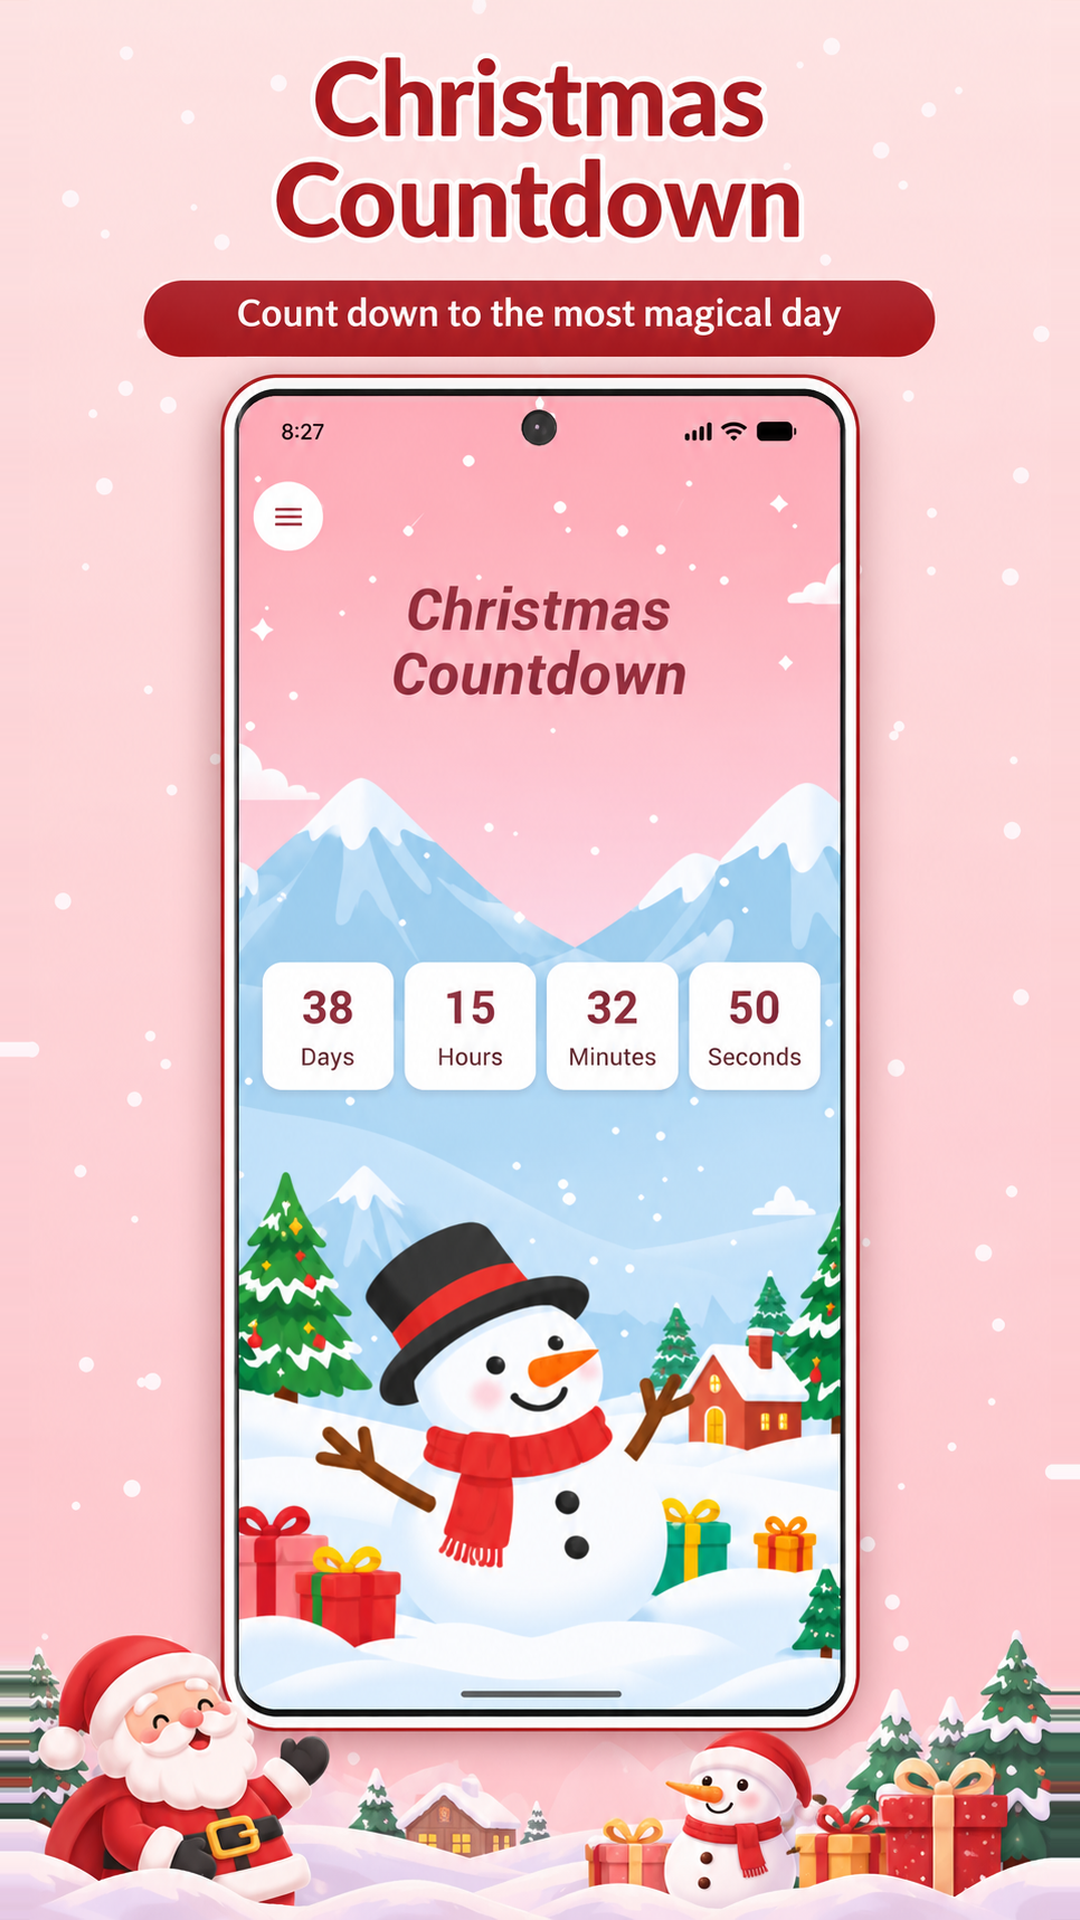 Christmas
Countdown
Count down to the most magical day
8:27
Christmas
Countdown
38 15 32 50
Days Hours Minutes Seconds